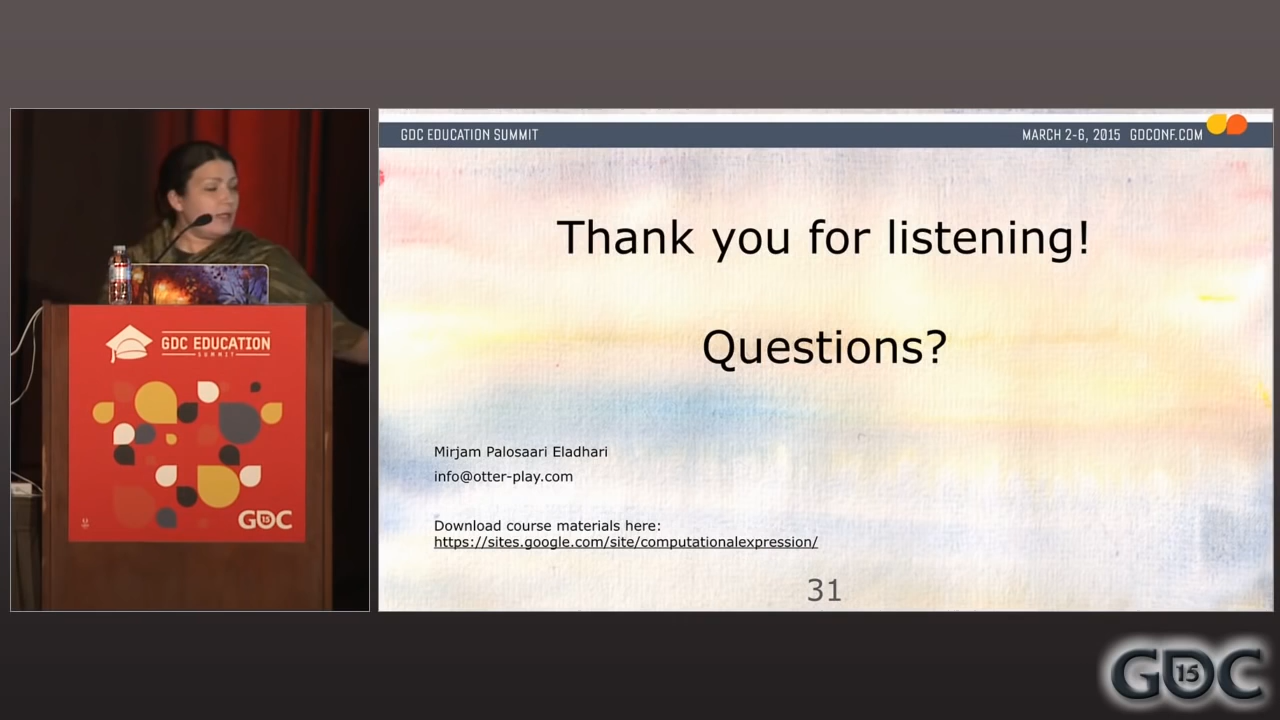 GDC EDUCATION SUMMIT
MARCH 2-6, 2015 GDCONF.COM
Thank you for listening!
Questions?
Mirjam Palosaari Eladhari
info@otter-play.com
Download course materials here:
https://sites.google.com/site/computationalexpression/
31
GDC EDUCATION
SUMMIT
GDC 15
GDC 15